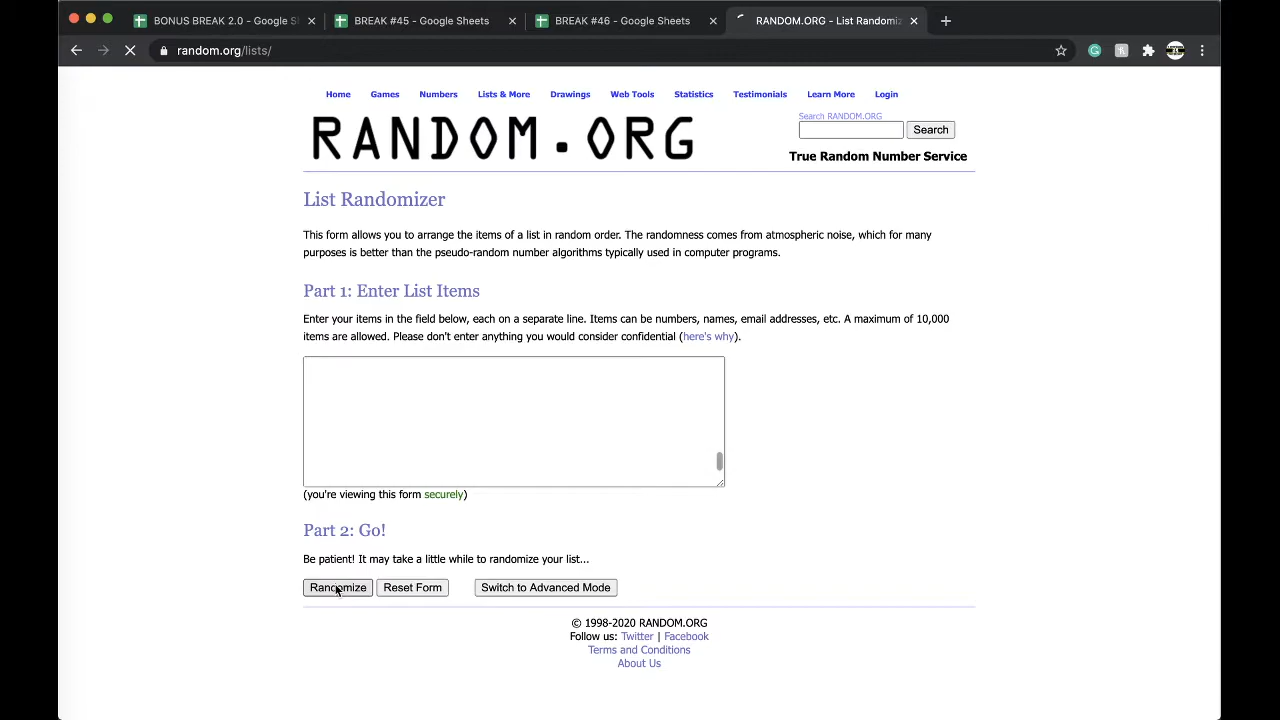 BONUS BREAK 2.0 - Google S
BREAK #45 - Google Sheets
BREAK #46 - Google Sheets
RANDOM.ORG - List Randomiz
random.org/lists/
Home Games Numbers Lists & More Drawings Web Tools Statistics Testimonials Learn More Login
RANDOM.ORG
Search RANDOM.ORG
Search
True Random Number Service
List Randomizer
This form allows you to arrange the items of a list in random order. The randomness comes from atmospheric noise, which for many
purposes is better than the pseudo-random number algorithms typically used in computer programs.
Part 1: Enter List Items
Enter your items in the field below, each on a separate line. Items can be numbers, names, email addresses, etc. A maximum of 10,000
items are allowed. Please don't enter anything you would consider confidential (here's why).
(you're viewing this form securely)
Part 2: Go!
Be patient! It may take a little while to randomize your list...
Randomize Reset Form Switch to Advanced Mode
© 1998-2020 RANDOM.ORG
Follow us: Twitter | Facebook
Terms and Conditions
About Us